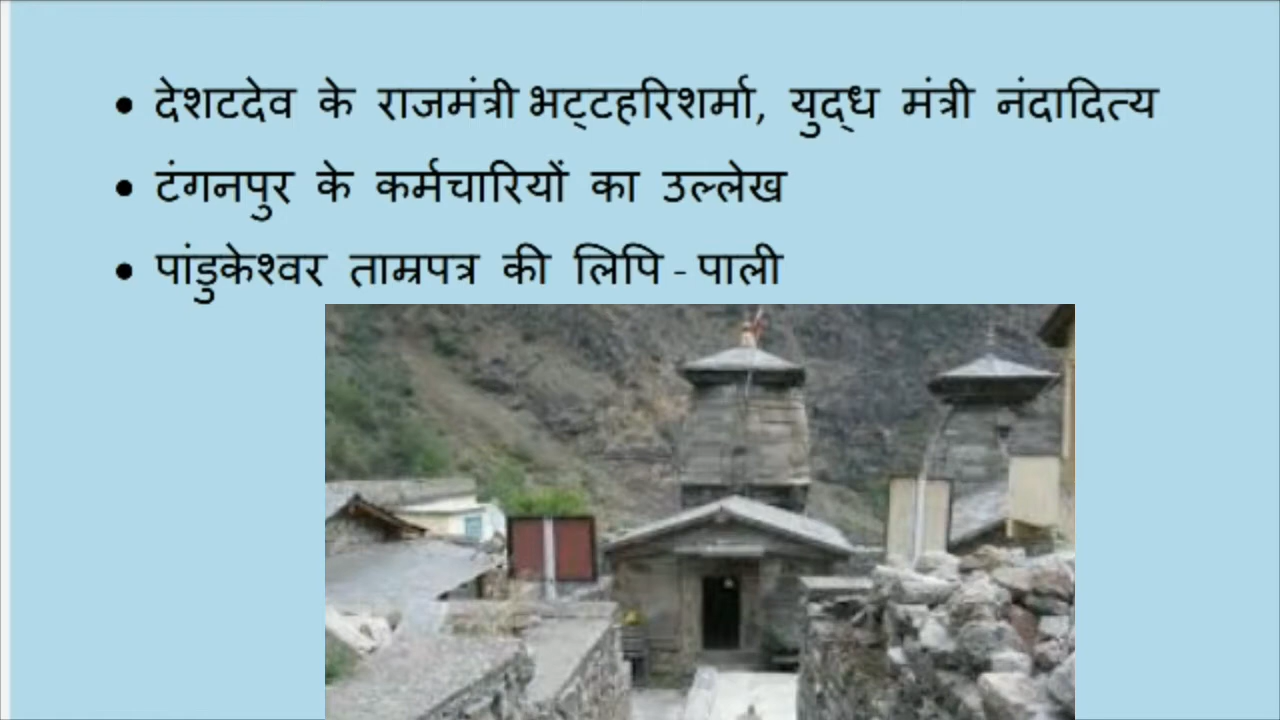 • देशटदेव के राजमंत्री भट्टहरिशर्मा, युद्ध मंत्री नंदादित्य
• टंगनपुर के कर्मचारियों का उल्लेख
• पांडुकेश्वर ताम्रपत्र की लिपि - पाली